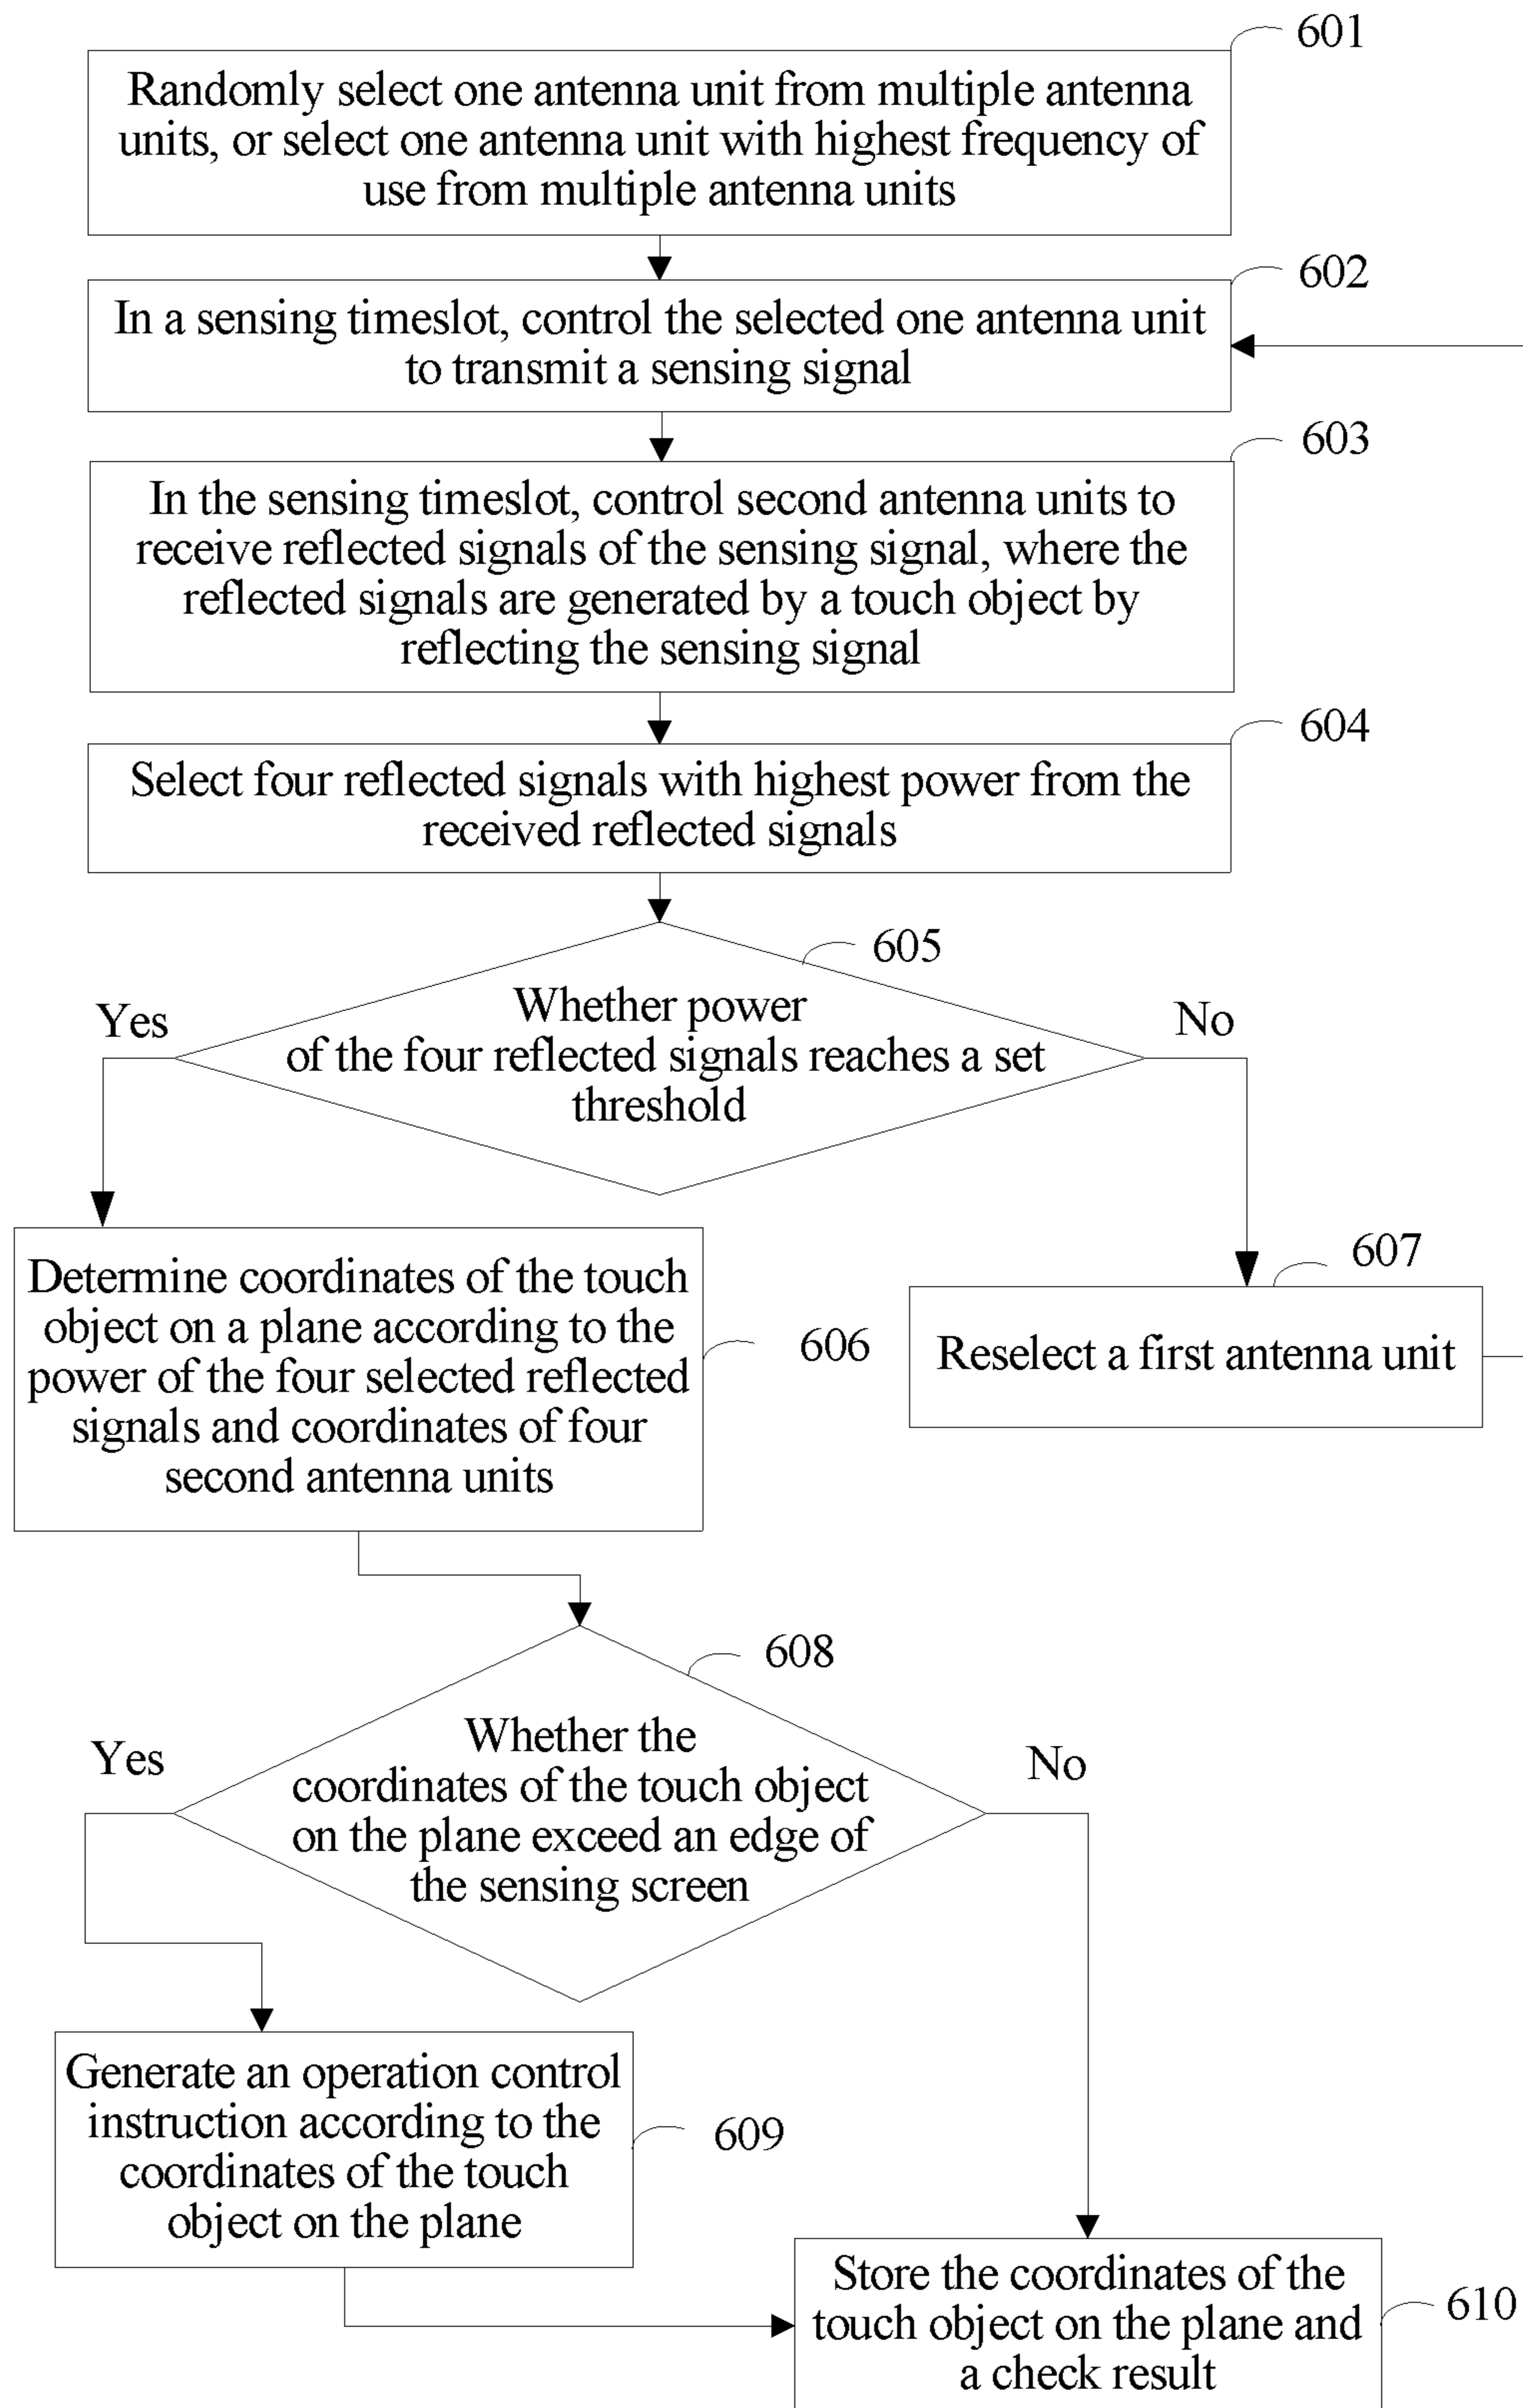 601
Randomly select one antenna unit from multiple antenna
units, or select one antenna unit with highest frequency of
use from multiple antenna units
602
In a sensing timeslot, control the selected one antenna unit
to transmit a sensing signal
603
In the sensing timeslot, control second antenna units to
receive reflected signals of the sensing signal, where the
reflected signals are generated by a touch object by
reflecting the sensing signal
604
Select four reflected signals with highest power from the
received reflected signals
605
Whether power
of the four reflected signals reaches a set
threshold
Yes
No
Determine coordinates of the touch
object on a plane according to the
power of the four selected reflected
signals and coordinates of four
second antenna units
606
607
Reselect a first antenna unit
608
Whether the
coordinates of the touch object
on the plane exceed an edge of
the sensing screen
Yes
No
Generate an operation control
instruction according to the
coordinates of the touch
object on the plane
609
Store the coordinates of the
touch object on the plane and
a check result
610